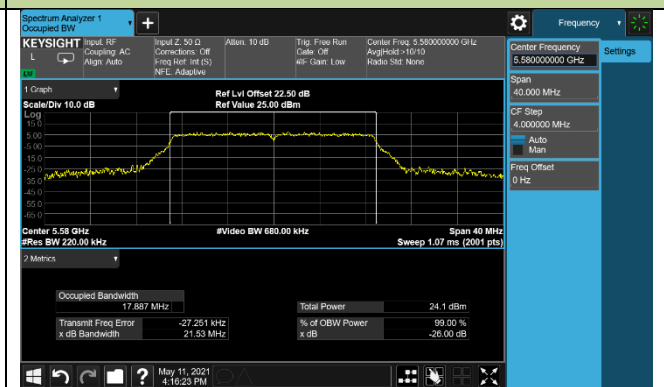 Spectrum Analyzer 1
Occupied BW
+
Frequency
KEYSIGHT
L
LM
Input: RF
Coupling: AC
Align: Auto
Input Z: 50 Ω
Corrections: Off
Freq Ref: Int (S)
NFE: Adaptive
Atten: 10 dB
Trig: Free Run
Gate: Off
#IF Gain: Low
Center Freq: 5.580000000 GHz
Avg|Hold:>10/10
Radio Std: None
Center Frequency
5.580000000 GHz
Settings
Span
40.000 MHz
CF Step
4.000000 MHz
Auto
Man
Freq Offset
0 Hz
1 Graph
Scale/Div 10.0 dB
Ref Lvl Offset 22.50 dB
Ref Value 25.00 dBm
Log
15.0
5.00
-5.00
-15.0
-25.0
-35.0
-45.0
-55.0
-65.0
Center 5.58 GHz
#Video BW 680.00 kHz
Span 40 MHz
#Res BW 220.00 kHz
Sweep 1.07 ms (2001 pts)
2 Metrics
Occupied Bandwidth
17.887 MHz
Total Power
24.1 dBm
Transmit Freq Error
-27.251 kHz
% of OBW Power
99.00 %
x dB Bandwidth
21.53 MHz
x dB
-26.00 dB
?
May 11, 2021
4:16:23 PM